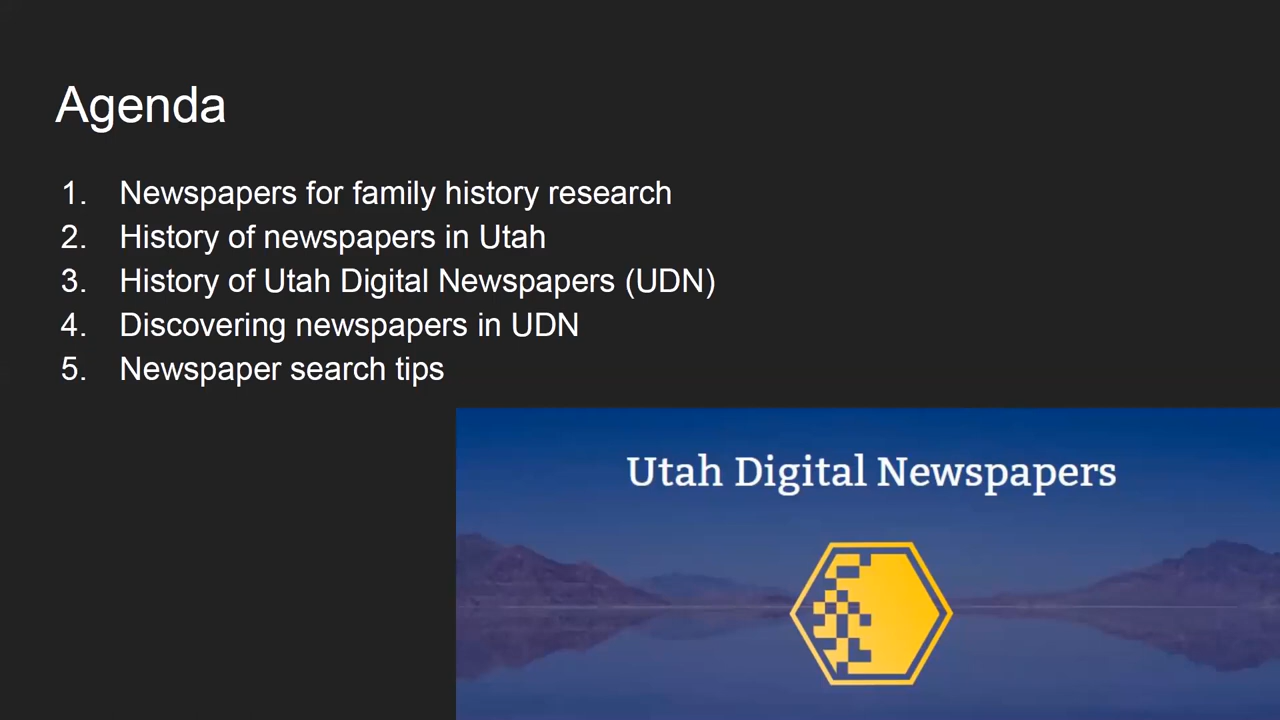 Agenda
1. Newspapers for family history research
2. History of newspapers in Utah
3. History of Utah Digital Newspapers (UDN)
4. Discovering newspapers in UDN
5. Newspaper search tips
Utah Digital Newspapers